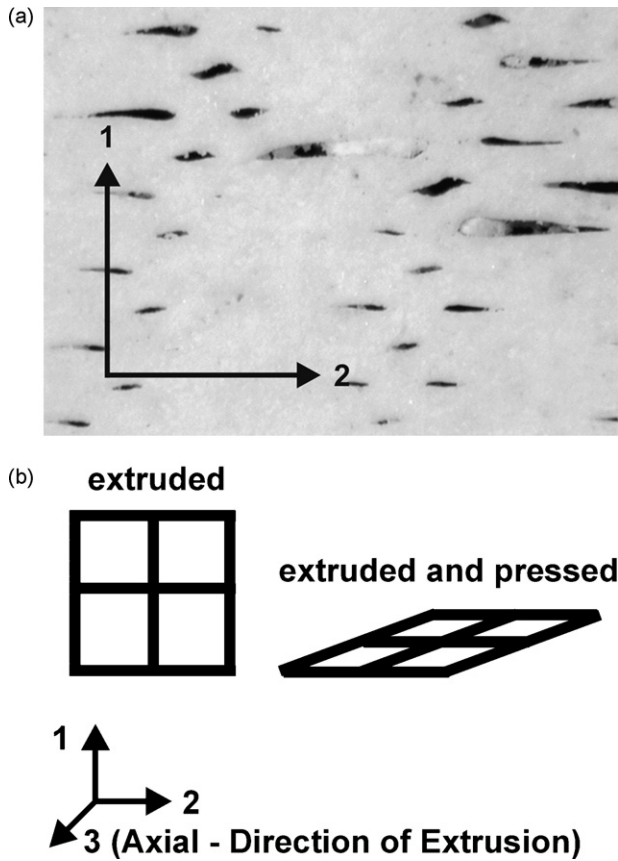 (a)
1
2
(b)
extruded
extruded and pressed
1
2
3 (Axial - Direction of Extrusion)